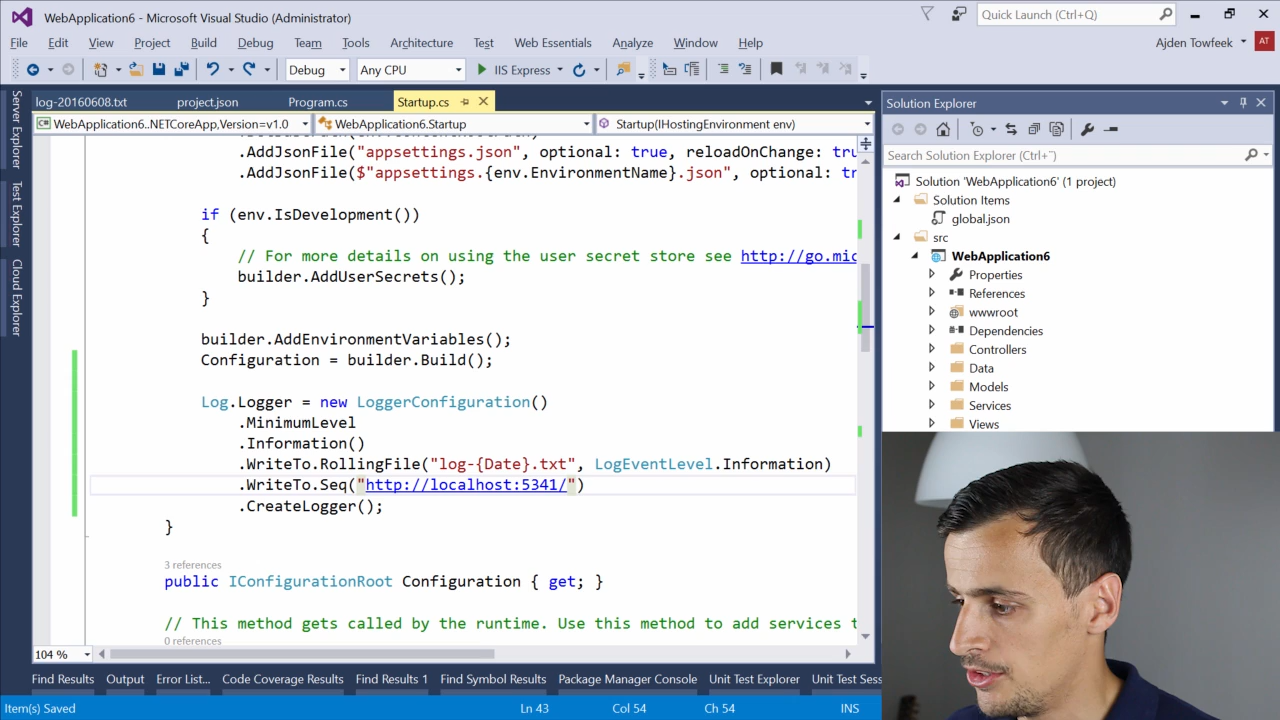 WebApplication6 - Microsoft Visual Studio (Administrator)
Quick Launch (Ctrl+Q)
File Edit View Project Build Debug Team Tools Architecture Test Web Essentials Analyze Window Help
Ajden Towfeek AT
Debug Any CPU IIS Express
Server Explorer
Test Explorer
Cloud Explorer
log-20160608.txt project.json Program.cs Startup.cs
WebApplication6..NETCoreApp,Version=v1.0 WebApplication6.Startup Startup(IHostingEnvironment env)
.AddJsonFile("appsettings.json", optional: true, reloadOnChange: tru
.AddJsonFile($"appsettings.{env.EnvironmentName}.json", optional: tr
if (env.IsDevelopment())
{
// For more details on using the user secret store see http://go.mic
builder.AddUserSecrets();
}
builder.AddEnvironmentVariables();
Configuration = builder.Build();
Log.Logger = new LoggerConfiguration()
.MinimumLevel
.Information()
.WriteTo.RollingFile("log-{Date}.txt", LogEventLevel.Information)
.WriteTo.Seq("http://localhost:5341/")
.CreateLogger();
}
3 references
public IConfigurationRoot Configuration { get; }
// This method gets called by the runtime. Use this method to add services t
0 references
104 %
Find Results Output Error List... Code Coverage Results Find Results 1 Find Symbol Results Package Manager Console Unit Test Explorer Unit Test Sess
Item(s) Saved Ln 43 Col 54 Ch 54 INS
Solution Explorer
Search Solution Explorer (Ctrl+¨)
Solution 'WebApplication6' (1 project)
Solution Items
global.json
src
WebApplication6
Properties
References
wwwroot
Dependencies
Controllers
Data
Models
Services
Views